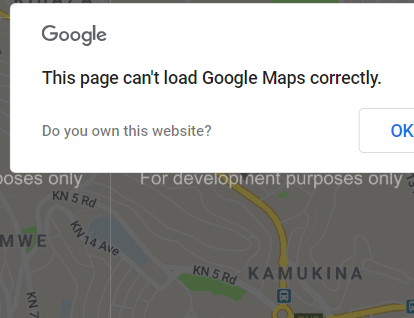 Google
This page can't load Google Maps correctly.
Do you own this website?
OK
poses only
For development purposes only
KN 5 Rd
MWE
KN 14 Ave
KN 5 Rd
KAMUKINA
KN 7